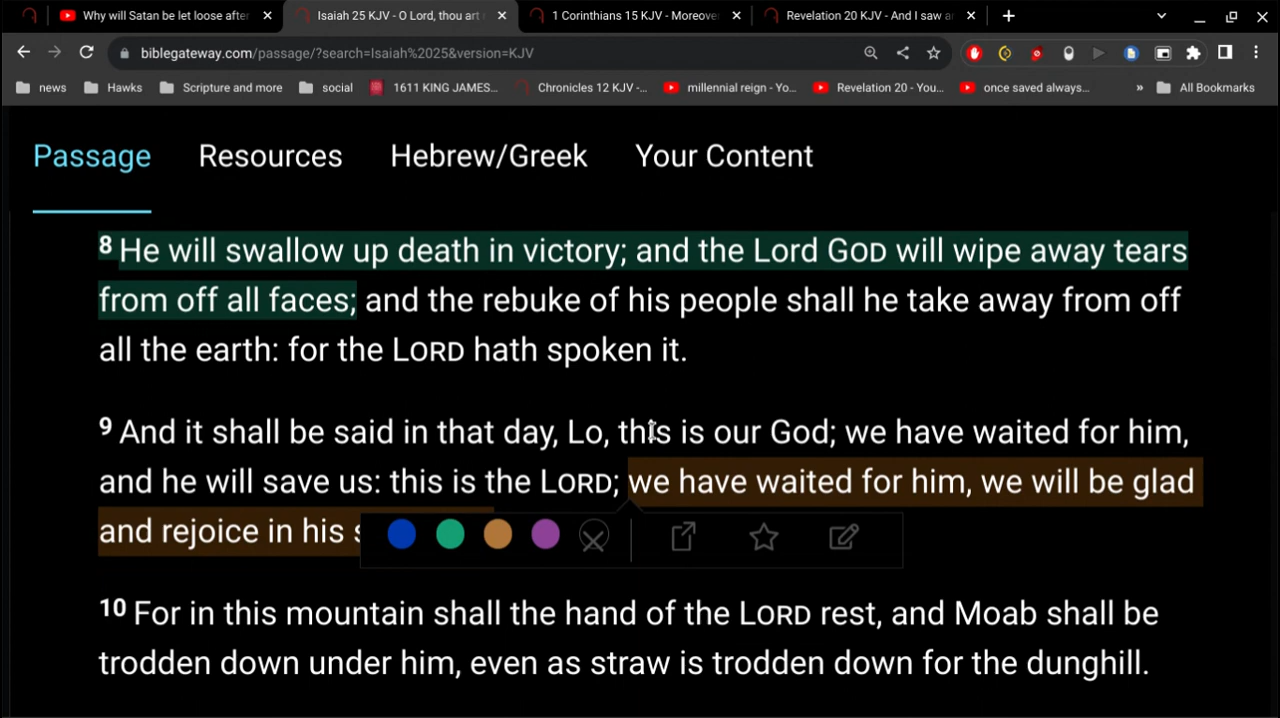 Why will Satan be let loose after
Isaiah 25 KJV - O Lord, thou art
1 Corinthians 15 KJV - Moreover
Revelation 20 KJV - And I saw an
biblegateway.com/passage/?search=Isaiah%2025&version=KJV
news
Hawks
Scripture and more
social
1611 KING JAMES...
Chronicles 12 KJV -...
millennial reign - Yo...
Revelation 20 - You...
once saved always...
»
All Bookmarks
Passage
Resources
Hebrew/Greek
Your Content
8 He will swallow up death in victory; and the Lord GOD will wipe away tears
from off all faces; and the rebuke of his people shall he take away from off
all the earth: for the LORD hath spoken it.
9 And it shall be said in that day, Lo, this is our God; we have waited for him,
and he will save us: this is the LORD; we have waited for him, we will be glad
and rejoice in his
10 For in this mountain shall the hand of the LORD rest, and Moab shall be
trodden down under him, even as straw is trodden down for the dunghill.